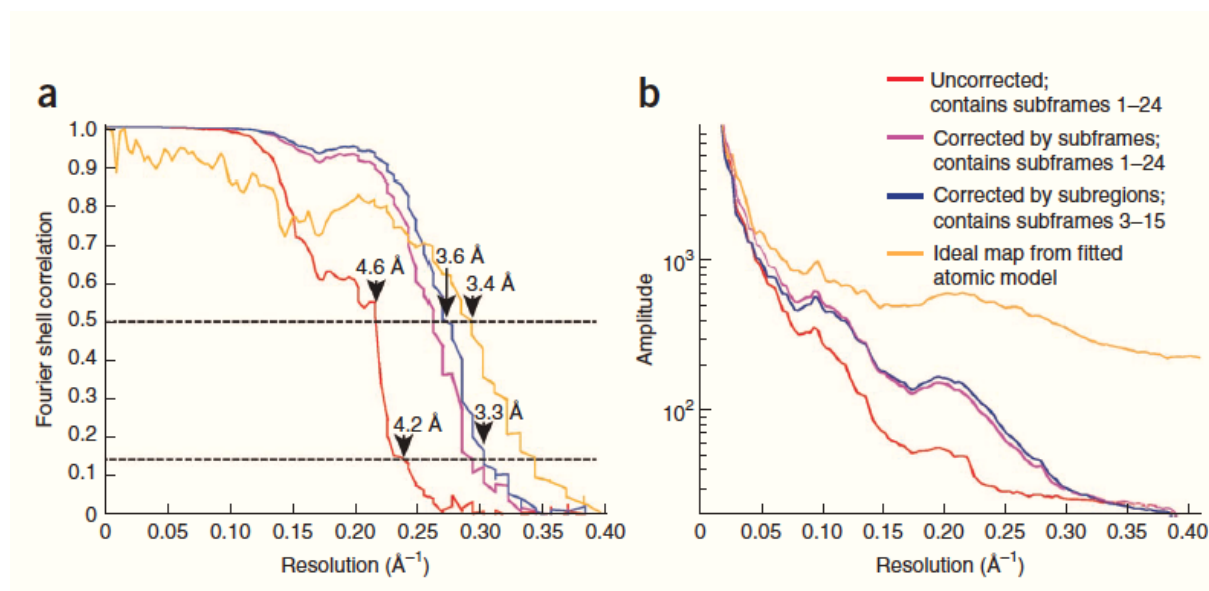 a
Fourier shell correlation
1.0
0.9
0.8
0.7
0.6
0.5
0.4
0.3
0.2
0.1
0
4.6 Å
3.6 Å
3.4 Å
4.2 Å
3.3 Å
0 0.05 0.10 0.15 0.20 0.25 0.30 0.35 0.40
Resolution (Å⁻¹)
b
Uncorrected;
contains subframes 1–24
Corrected by subframes;
contains subframes 1–24
Corrected by subregions;
contains subframes 3–15
Ideal map from fitted
atomic model
Amplitude
10³
10²
0 0.05 0.10 0.15 0.20 0.25 0.30 0.35 0.40
Resolution (Å⁻¹)